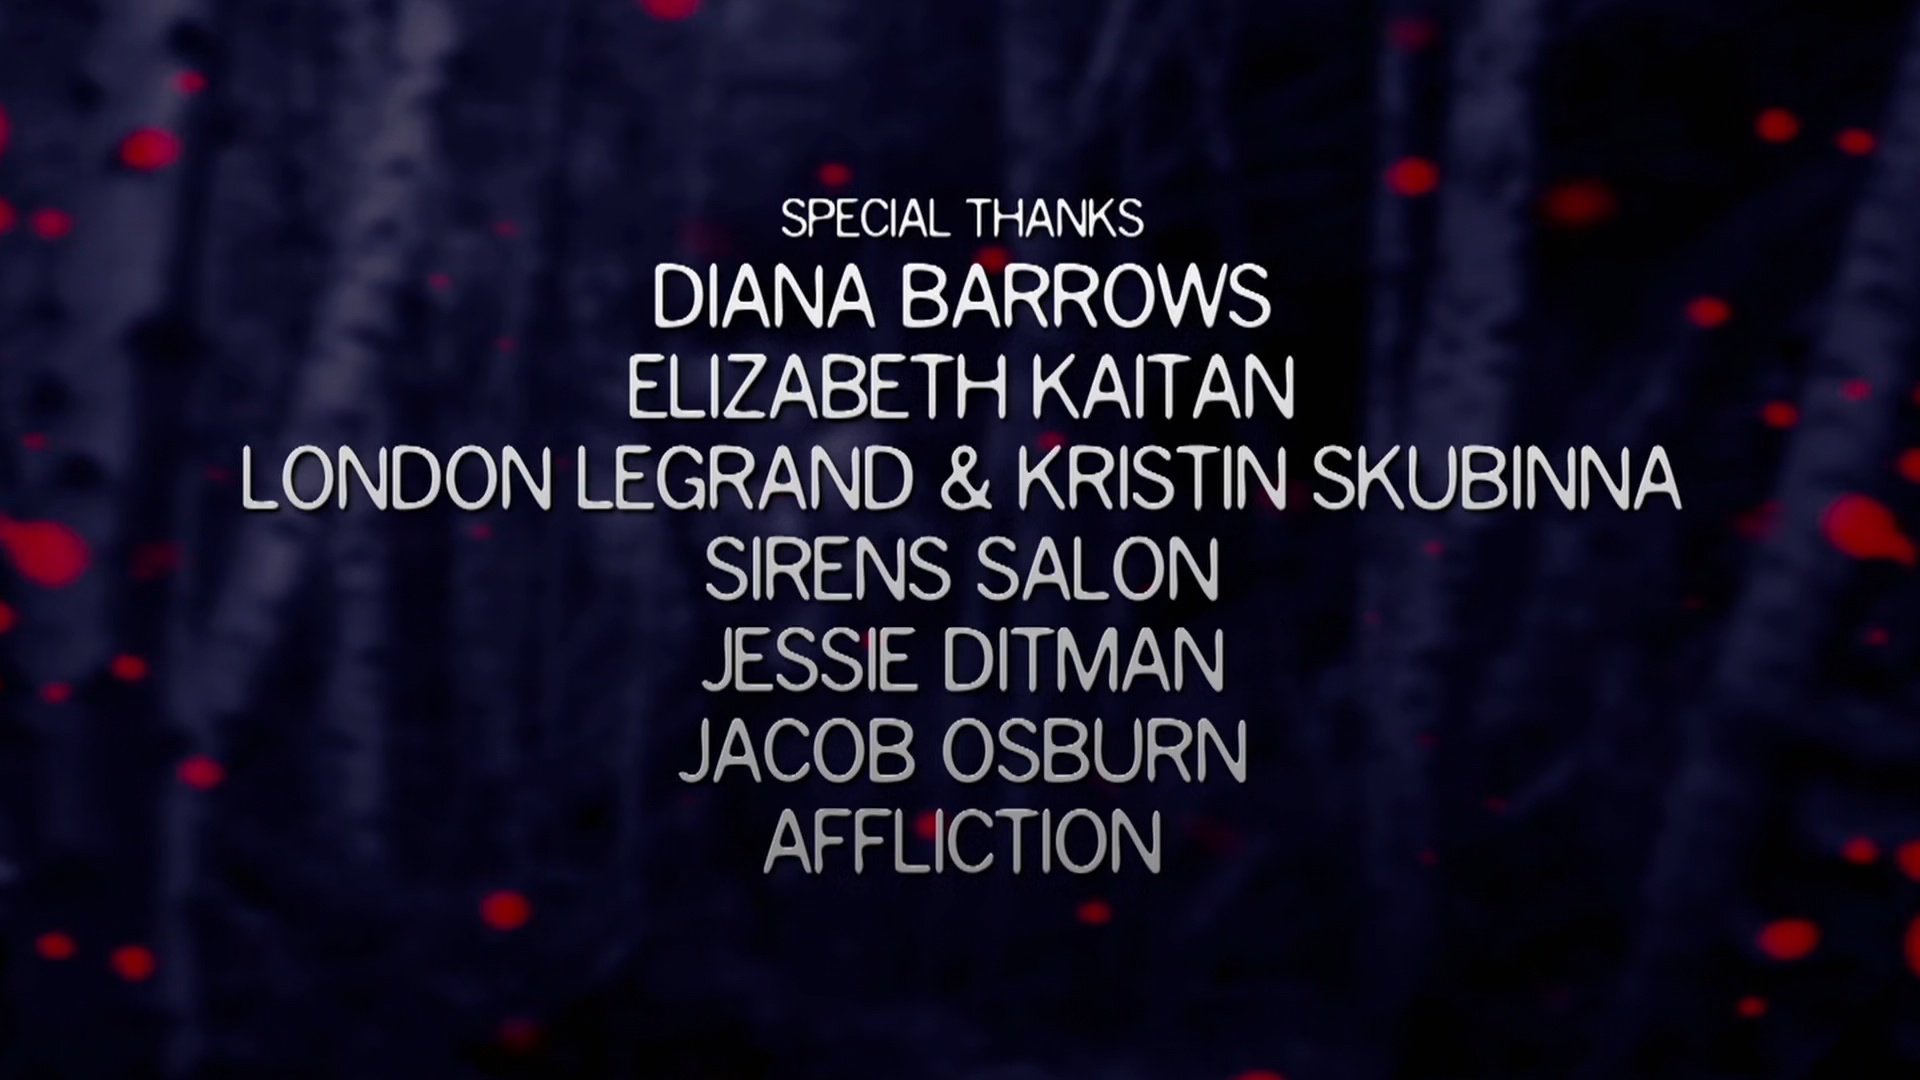 SPECIAL THANKS
DIANA BARROWS
ELIZABETH KAITAN
LONDON LEGRAND & KRISTIN SKUBINNA
SIRENS SALON
JESSIE DITMAN
JACOB OSBURN
AFFLICTION